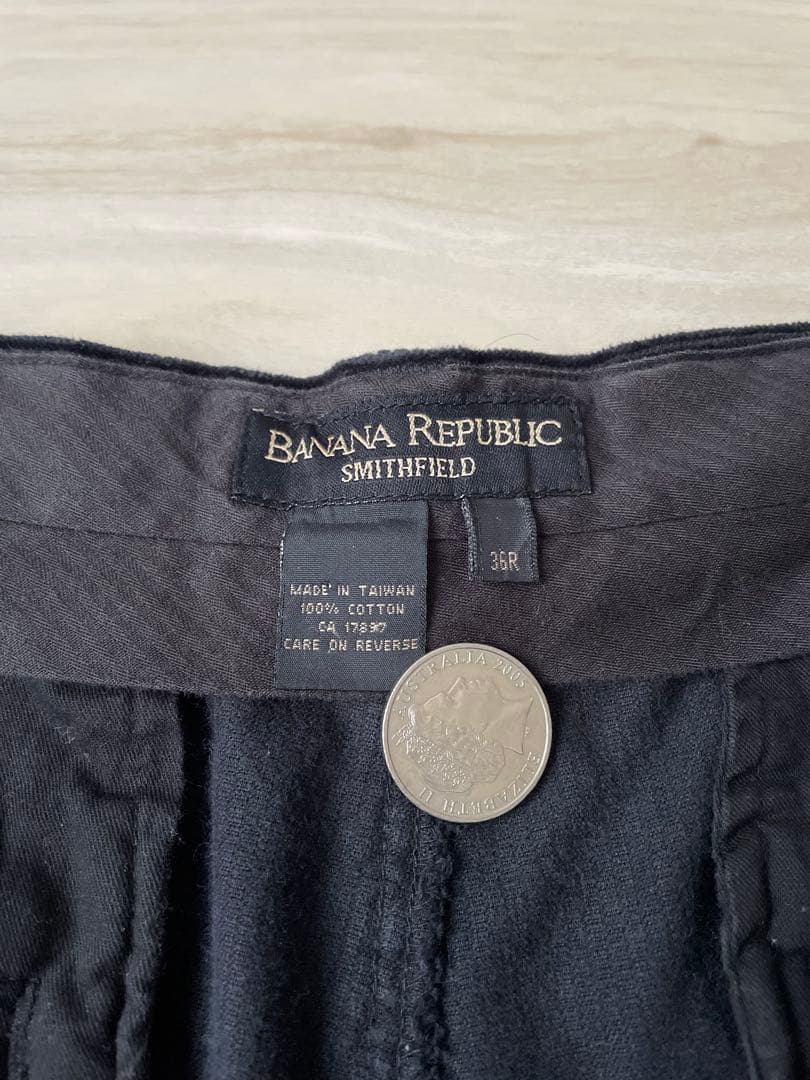 BANANA REPUBLIC
SMITHFIELD
36R
MADE IN TAIWAN
100% COTTON
CA 17897
CARE ON REVERSE
AUSTRALIA 2005
ELIZABETH II